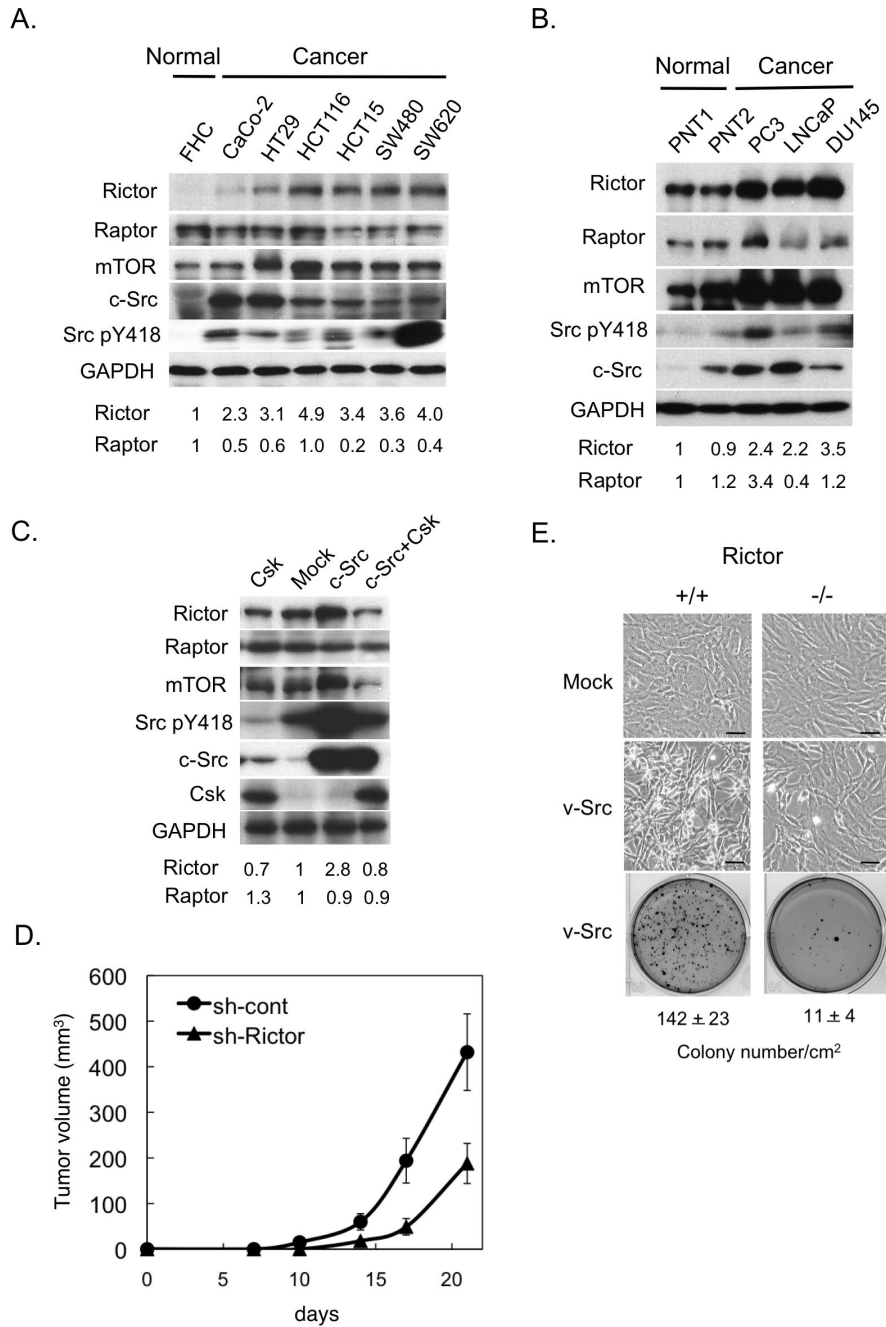 A.
Normal Cancer
FHC CaCo-2 HT29 HCT116 HCT15 SW480 SW620
Rictor
Raptor
mTOR
c-Src
Src pY418
GAPDH
Rictor 1 2.3 3.1 4.9 3.4 3.6 4.0
Raptor 1 0.5 0.6 1.0 0.2 0.3 0.4
B.
Normal Cancer
PNT1 PNT2 PC3 LNCaP DU145
Rictor
Raptor
mTOR
Src pY418
c-Src
GAPDH
Rictor 1 0.9 2.4 2.2 3.5
Raptor 1 1.2 3.4 0.4 1.2
C.
Csk Mock c-Src c-Src+Csk
Rictor
Raptor
mTOR
Src pY418
c-Src
Csk
GAPDH
Rictor 0.7 1 2.8 0.8
Raptor 1.3 1 0.9 0.9
D.
Tumor volume (mm³)
600
500
400
300
200
100
0
sh-cont
sh-Rictor
0 5 10 15 20
days
E.
Rictor
+/+ -/-
Mock
v-Src
v-Src
142 ± 23 11 ± 4
Colony number/cm²